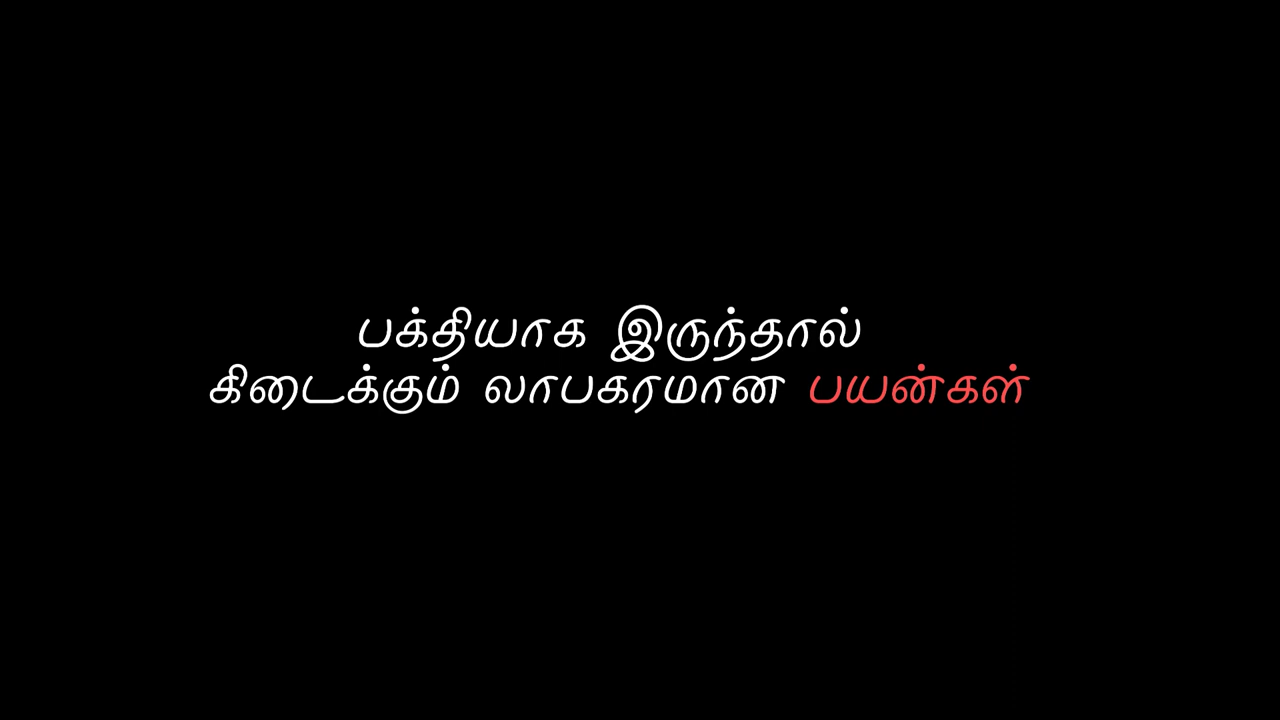 பக்தியாக இருந்தால்
கிடைக்கும் லாபகரமான பயன்கள்